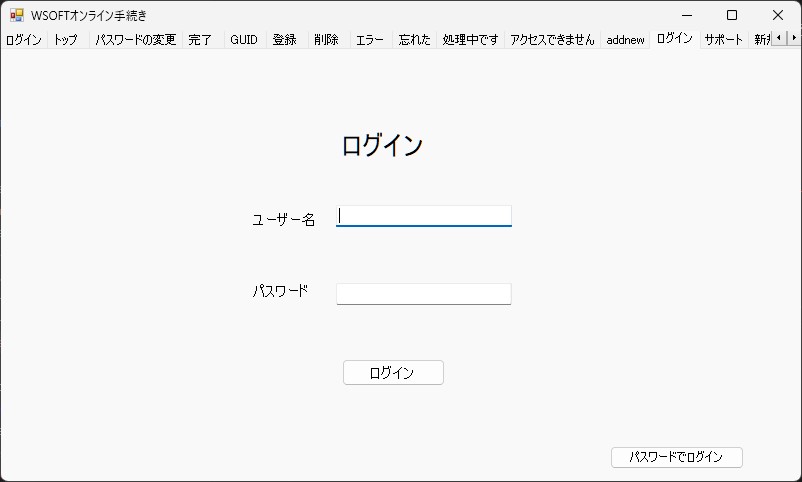 WSOFTオンライン手続き
ログイン トップ パスワードの変更 完了 GUID 登録 削除 エラー 忘れた 処理中です アクセスできません addnew ログイン サポート
ログイン
ユーザー名
パスワード
ログイン
パスワードでログイン